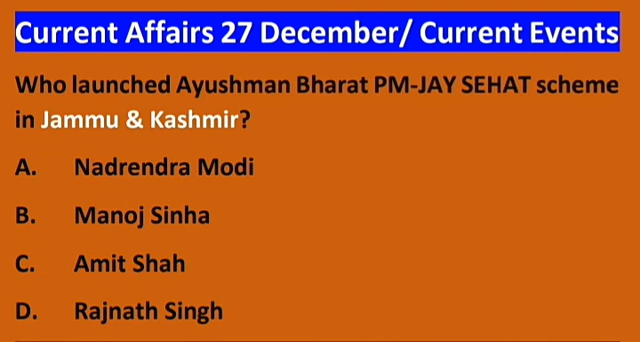 Current Affairs 27 December/ Current Events
Who launched Ayushman Bharat PM-JAY SEHAT scheme
in Jammu & Kashmir?
A. Nadrendra Modi
B. Manoj Sinha
C. Amit Shah
D. Rajnath Singh